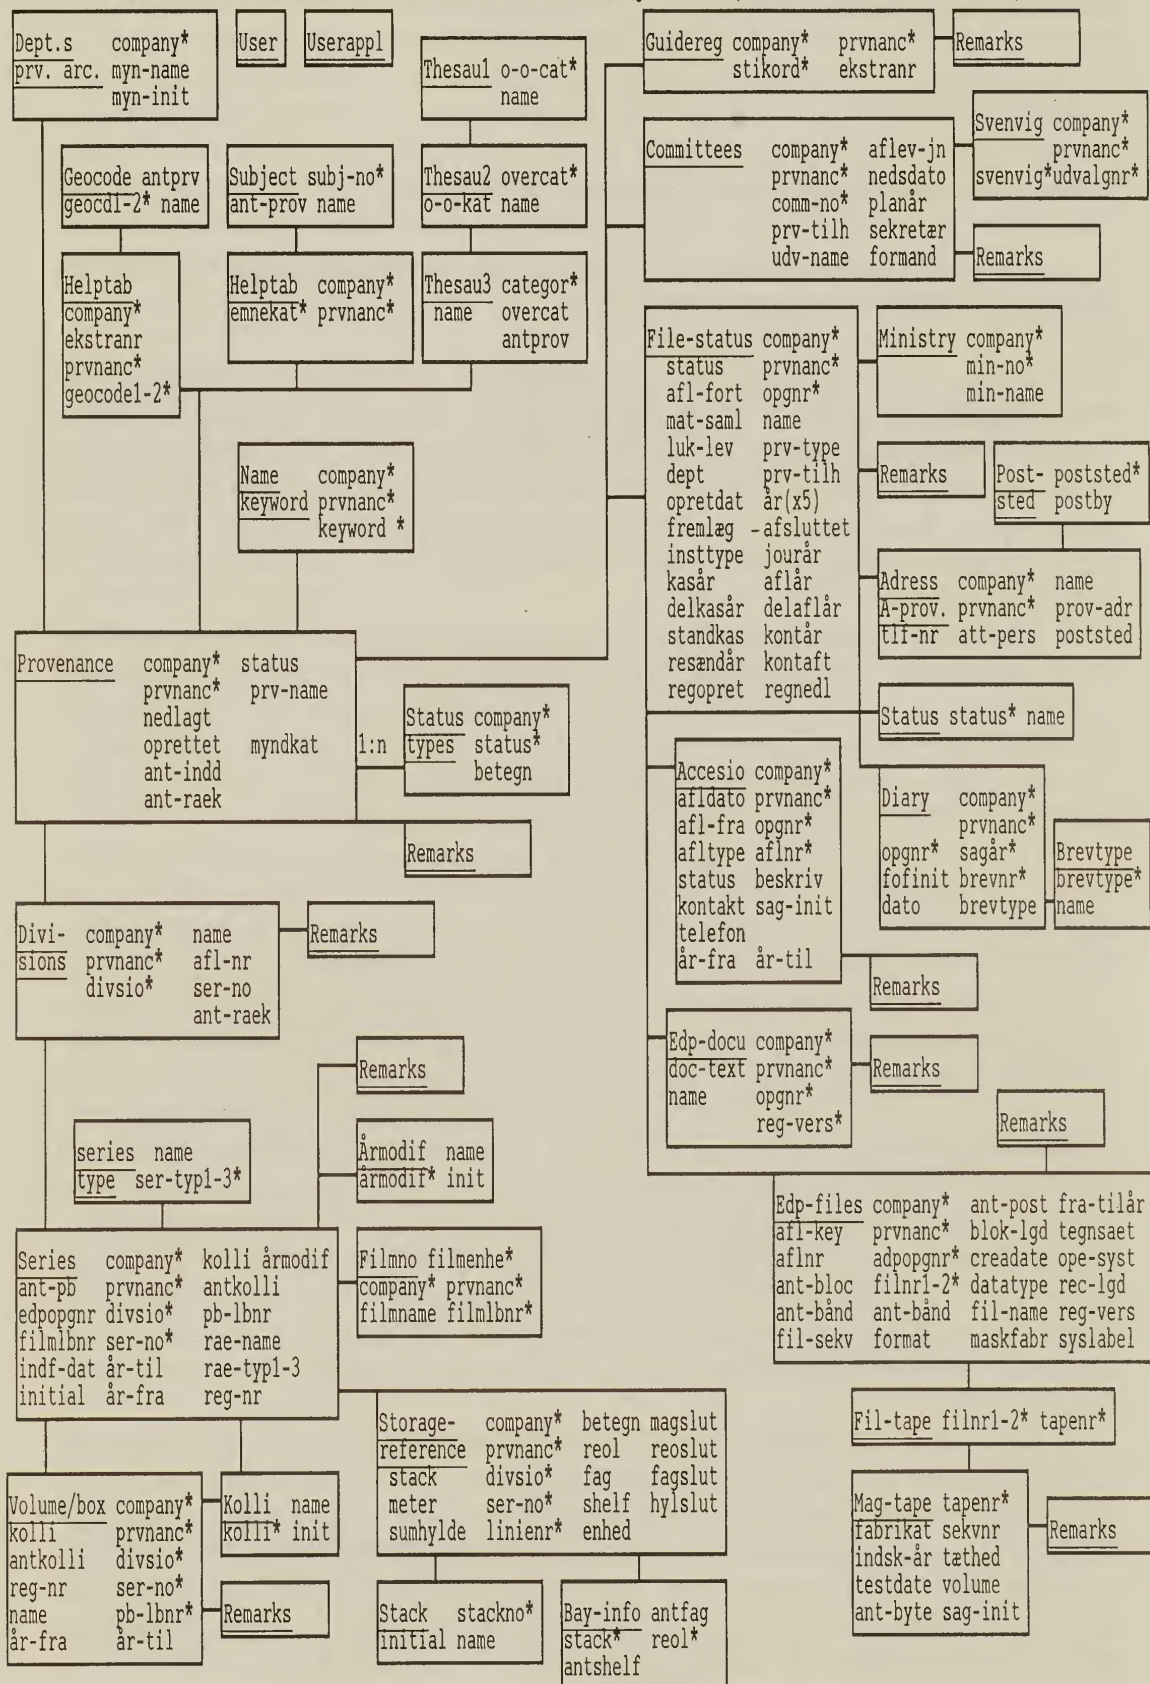 Dept.s company*
prv. arc. myn-name
myn-init
User
Userappl
Thesau1 o-o-cat*
name
Guidereg company* prvnanc*
stikord* ekstranr
Remarks
Geocode antprv
geocd1-2* name
Subject subj-no*
ant-prov name
Thesau2 overcat*
o-o-kat name
Committees company* aflev-jn
prvnanc* nedsdato
comm-no* planår
prv-tilh sekretær
udv-name formand
Svenvig company*
prvnanc*
svenvig*udvalgnr*
Remarks
Helptab
company*
ekstranr
prvnanc*
geocode1-2*
Helptab company*
emnekat* prvnanc*
Thesau3 categor*
name overcat
antprov
File-status company*
status prvnanc*
afl-fort opgnr*
mat-saml name
luk-lev prv-type
dept prv-tilh
opretdat år(x5)
fremlæg -afsluttet
insttype jourår
kasår aflår
delkasår delaflår
standkas kontår
resændår kontaft
regopret regnedl
Ministry company*
min-no*
min-name
Remarks
Post- poststed*
sted postby
Name company*
keyword prvnanc*
keyword *
Adress company* name
A-prov. prvnanc* prov-adr
tlf-nr att-pers poststed
Provenance company* status
prvnanc* prv-name
nedlagt
oprettet myndkat
ant-indd
ant-raek
1:n
Status company*
types status*
betegn
Status status* name
Remarks
Accesio company*
afldato prvnanc*
afl-fra opgnr*
afltype aflnr*
status beskriv
kontakt sag-init
telefon
år-fra år-til
Diary company*
prvnanc*
opgnr* sagår*
fofinit brevnr*
dato brevtype
Brevtype
brevtype*
name
Remarks
Divi- company* name
sions prvnanc* afl-nr
divsio* ser-no
ant-raek
Remarks
Edp-docu company*
doc-text prvnanc*
name opgnr*
reg-vers*
Remarks
Remarks
Remarks
series name
type ser-typ1-3*
Årmodif name
årmodif* init
Edp-files company* ant-post fra-tilår
afl-key prvnanc* blok-lgd tegnsaet
aflnr adpopgnr* creadate ope-syst
ant-bloc filnr1-2* datatype rec-lgd
ant-bånd ant-bånd fil-name reg-vers
fil-sekv format maskfabr syslabel
Series company* kolli årmodif
ant-pb prvnanc* antkolli
edpopgnr divsio* pb-lbnr
filmlbnr ser-no* rae-name
indf-dat år-til rae-typ1-3
initial år-fra reg-nr
Filmno filmenhe*
company* prvnanc*
filmname filmlbnr*
Storage- company* betegn magslut
reference prvnanc* reol reoslut
stack divsio* fag fagslut
meter ser-no* shelf hylslut
sumhylde linienr* enhed
Fil-tape filnr1-2* tapenr*
Volume/box company*
kolli prvnanc*
antkolli divsio*
reg-nr ser-no*
name pb-lbnr*
år-fra år-til
Kolli name
kolli* init
Remarks
Stack stackno*
initial name
Bay-info antfag
stack* reol*
antshelf
Mag-tape tapenr*
fabrikat sekvnr
indsk-år tæthed
testdate volume
ant-byte sag-init
Remarks